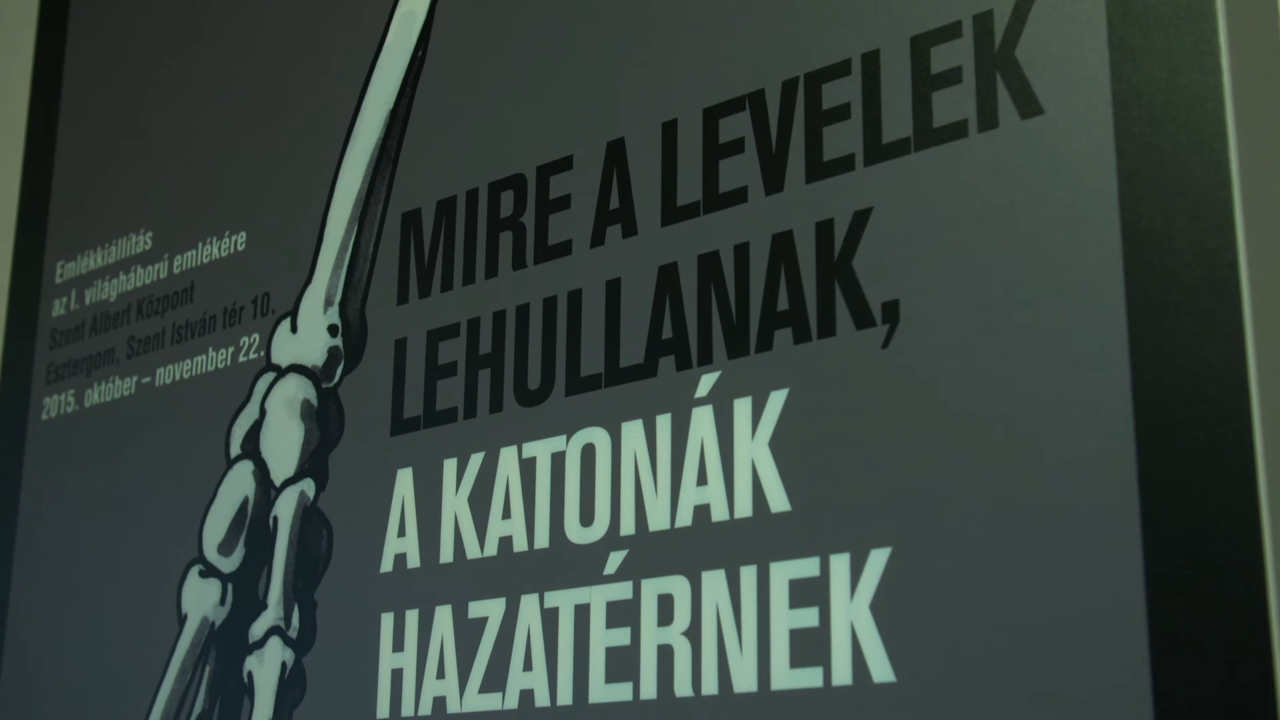 Emlékkiállítás
az I. világháború emlékére
Szent Albert Központ
Esztergom, Szent István tér 10.
2015. október – november 22.
MIRE A LEVELEK
LEHULLANAK,
A KATONÁK
HAZATÉRNEK